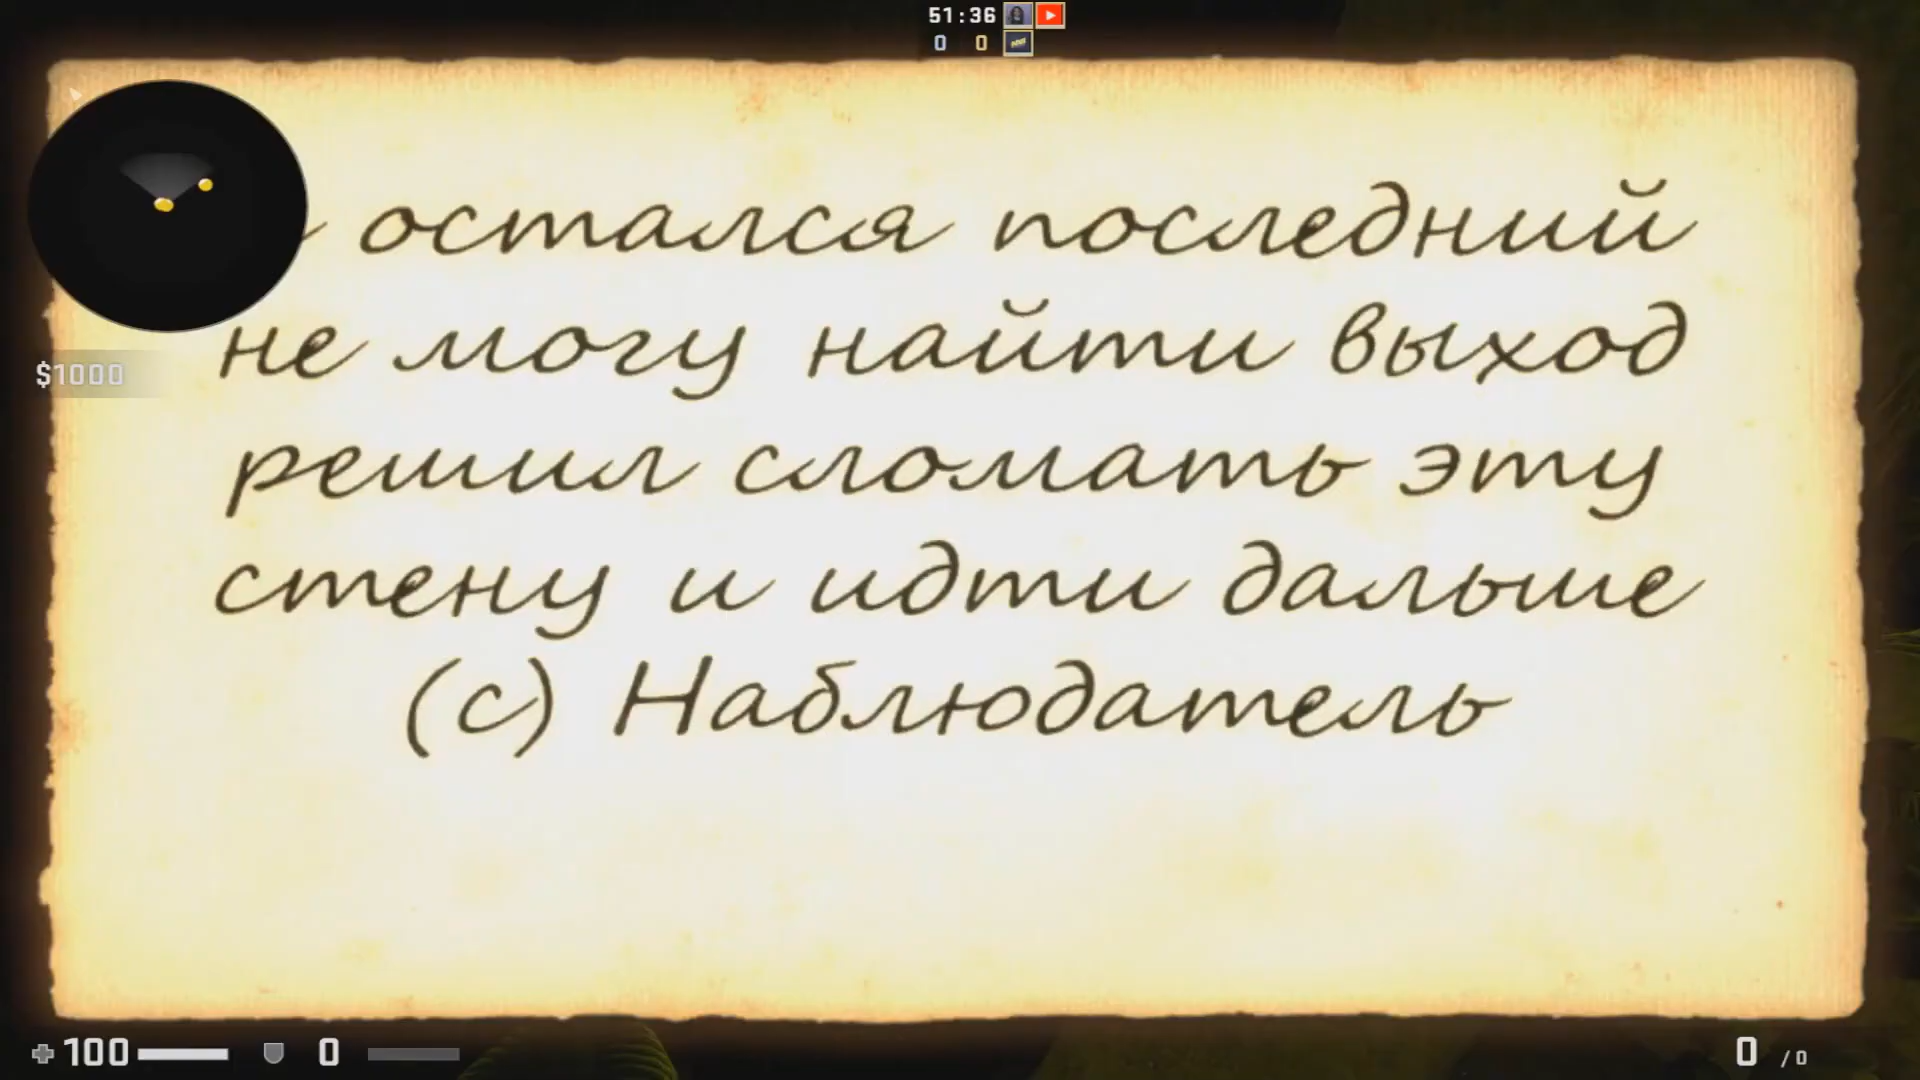 51:36
0 0
остался последний
не могу найти выход
$1000
решил сломать эту
стену и идти дальше
(с) Наблюдатель
100 0
0 / 0